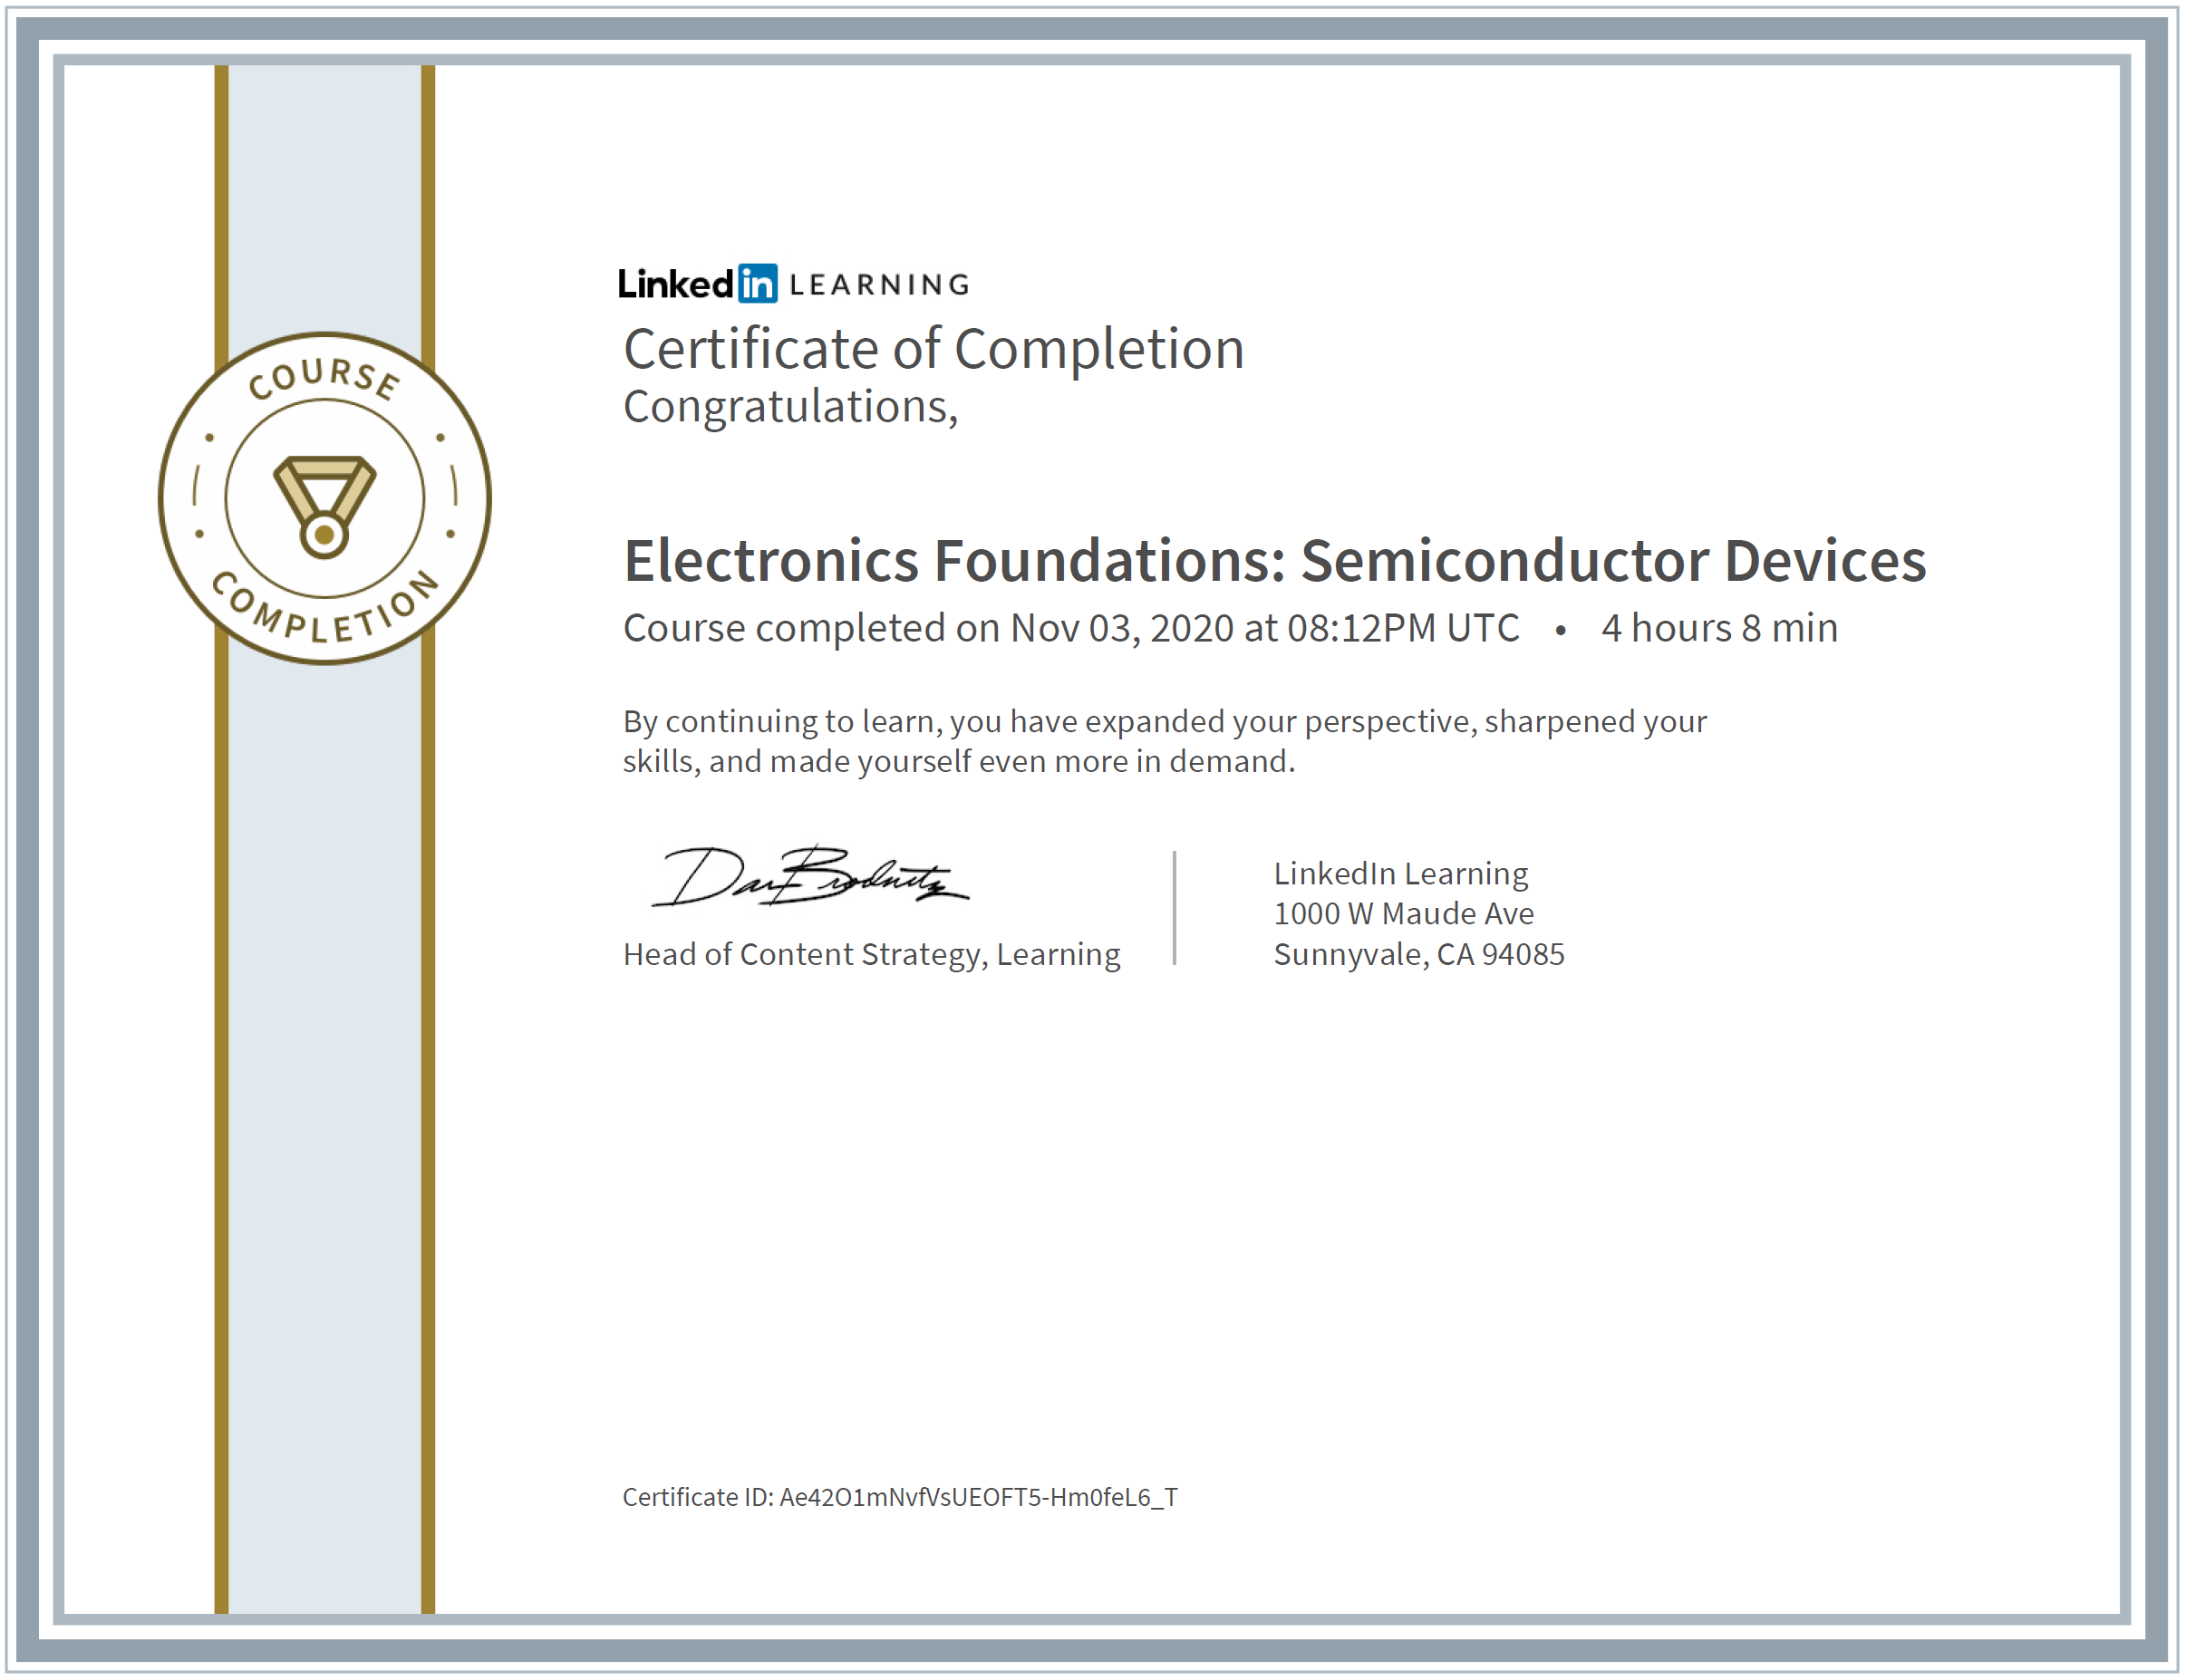 COURSE
COMPLETION
Linked in LEARNING
Certificate of Completion
Congratulations,
Electronics Foundations: Semiconductor Devices
Course completed on Nov 03, 2020 at 08:12PM UTC • 4 hours 8 min
By continuing to learn, you have expanded your perspective, sharpened your
skills, and made yourself even more in demand.
Dan Brodnitz
Head of Content Strategy, Learning
LinkedIn Learning
1000 W Maude Ave
Sunnyvale, CA 94085
Certificate ID: Ae42O1mNvfVsUEOFT5-Hm0feL6_T